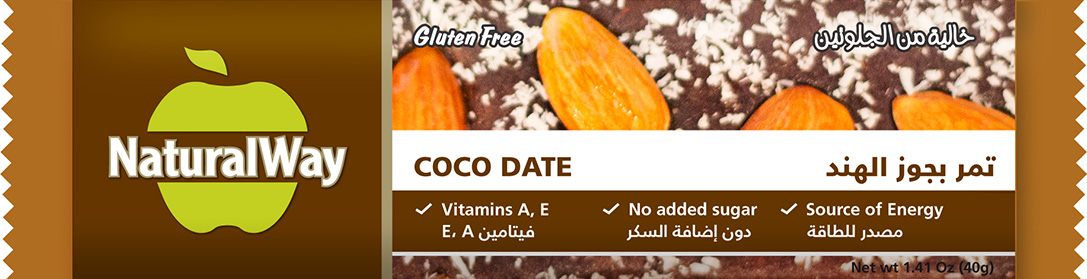 Gluten Free
خالية من الجلوتين
NaturalWay
COCO DATE
تمر بجوز الهند
✓ Vitamins A, E
فيتامين E، A
✓ No added sugar
دون إضافة السكر
✓ Source of Energy
مصدر للطاقة
Net wt 1.41 Oz (40g)